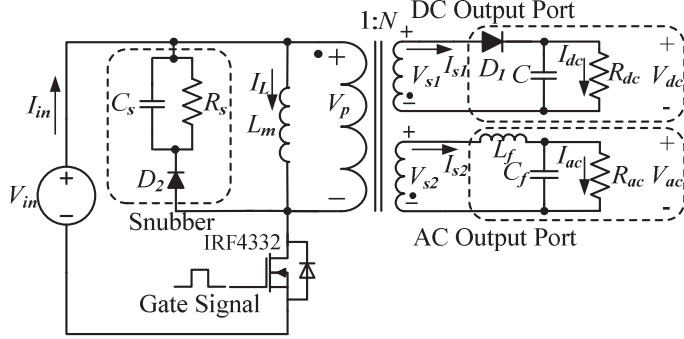 1:N DC Output Port
I_in
C_s R_s
I_L
L_m
V_p
+
−
V_s1
+
−
I_s1
D_1
C
I_dc
R_dc
V_dc
+
-
V_in
+
−
D_2
Snubber
V_s2
+
−
I_s2
L_f
C_f
I_ac
R_ac
V_ac
+
-
AC Output Port
IRF4332
Gate Signal